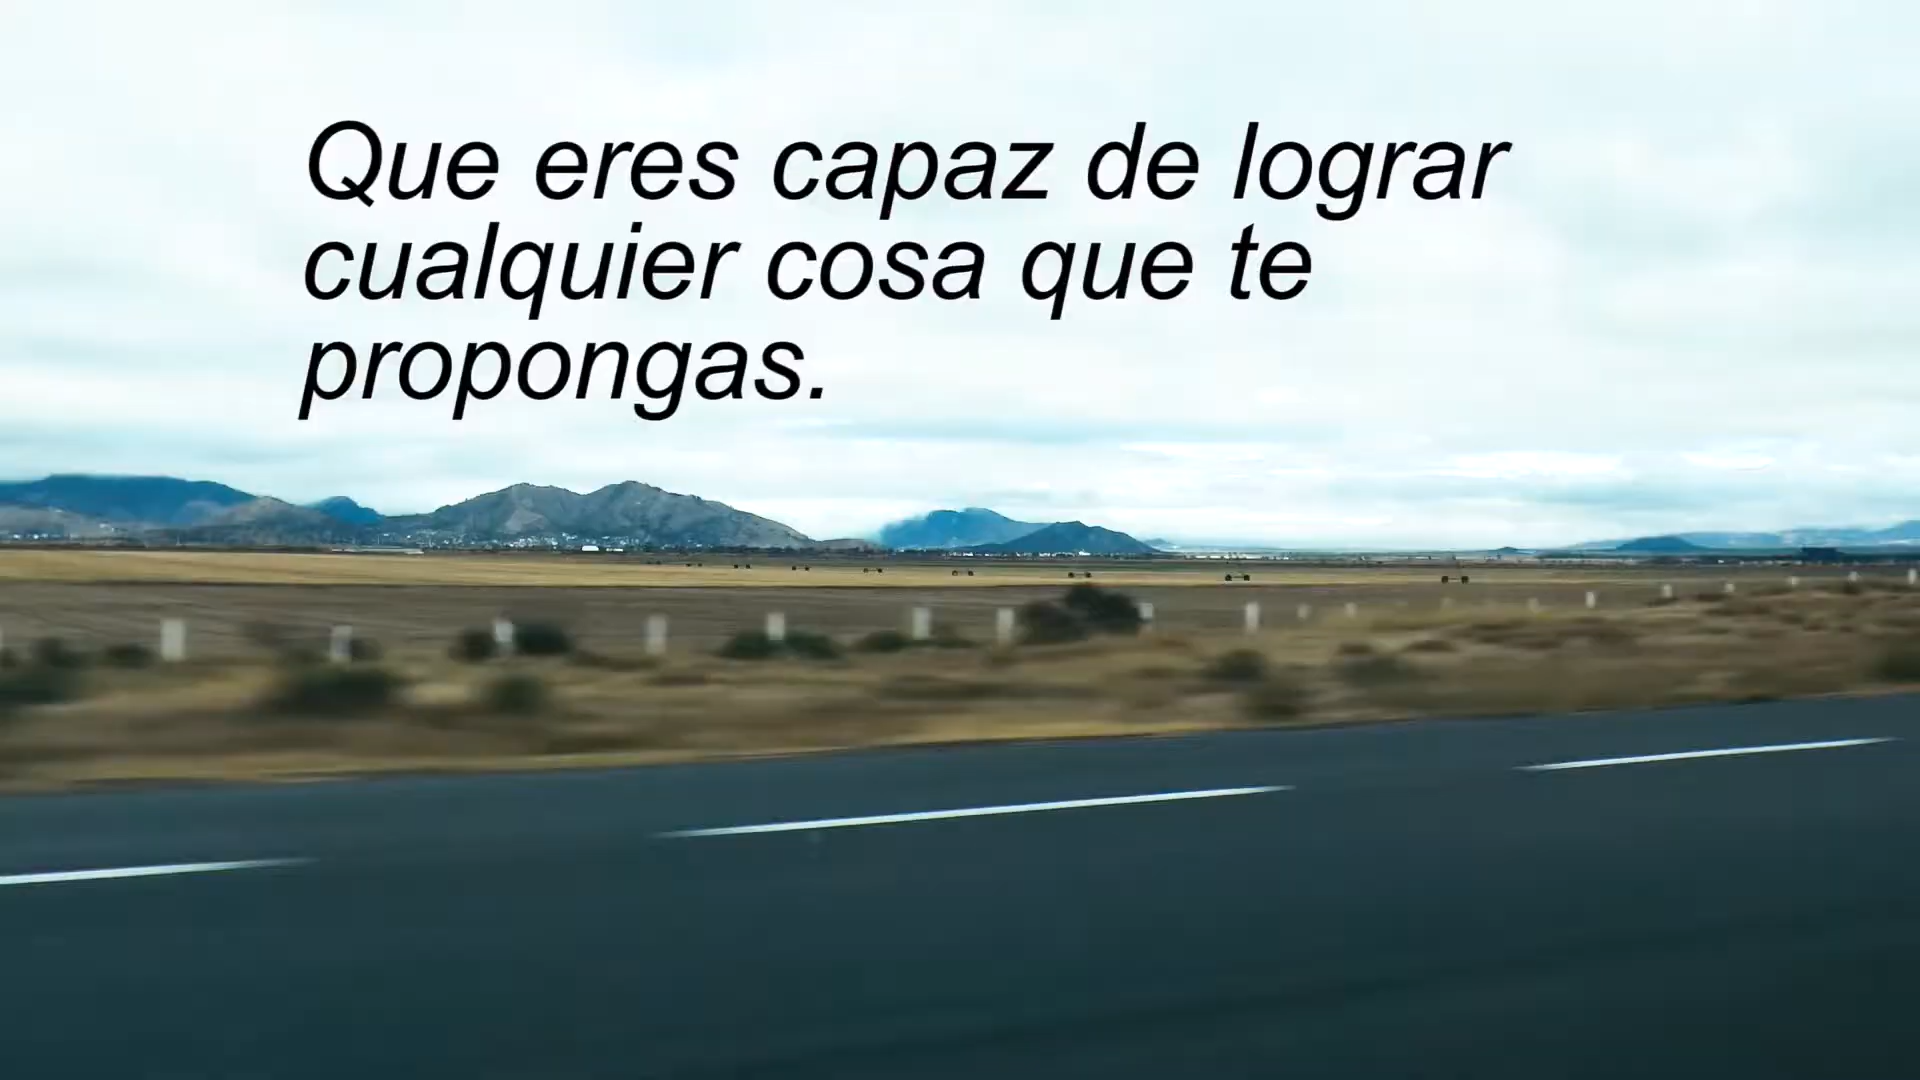 Que eres capaz de lograr
cualquier cosa que te
propongas.